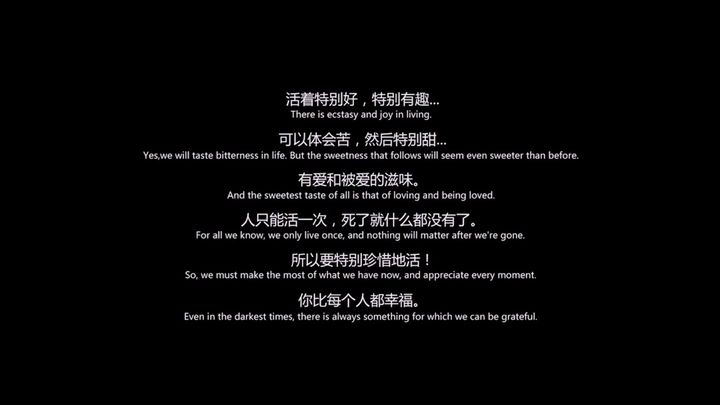 活着特别好，特别有趣...
There is ecstasy and joy in living.
可以体会苦，然后特别甜...
Yes,we will taste bitterness in life. But the sweetness that follows will seem even sweeter than before.
有爱和被爱的滋味。
And the sweetest taste of all is that of loving and being loved.
人只能活一次，死了就什么都没有了。
For all we know, we only live once, and nothing will matter after we're gone.
所以要特别珍惜地活！
So, we must make the most of what we have now, and appreciate every moment.
你比每个人都幸福。
Even in the darkest times, there is always something for which we can be grateful.